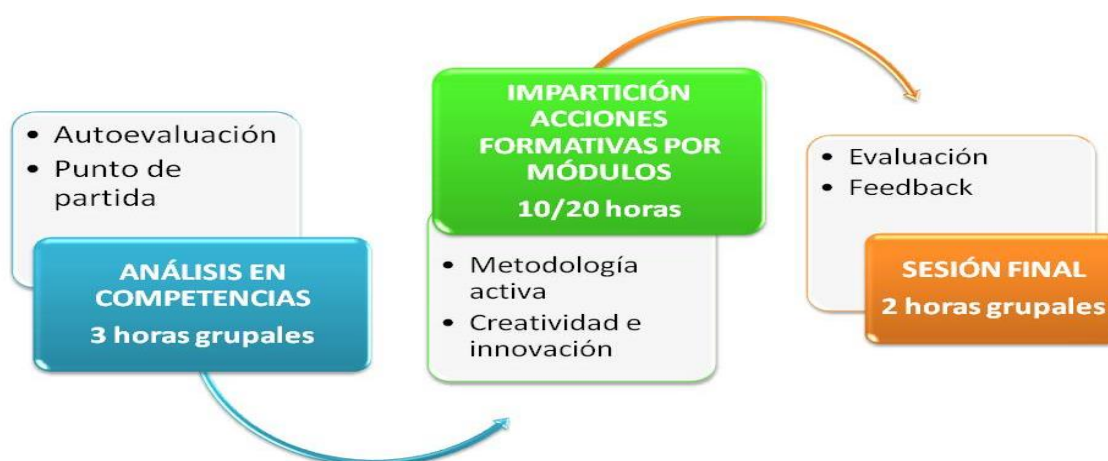 • Autoevaluación
• Punto de
partida
ANÁLISIS EN
COMPETENCIAS
3 horas grupales
IMPARTICIÓN
ACCIONES
FORMATIVAS POR
MÓDULOS
10/20 horas
• Metodología
activa
• Creatividad e
innovación
• Evaluación
• Feedback
SESIÓN FINAL
2 horas grupales